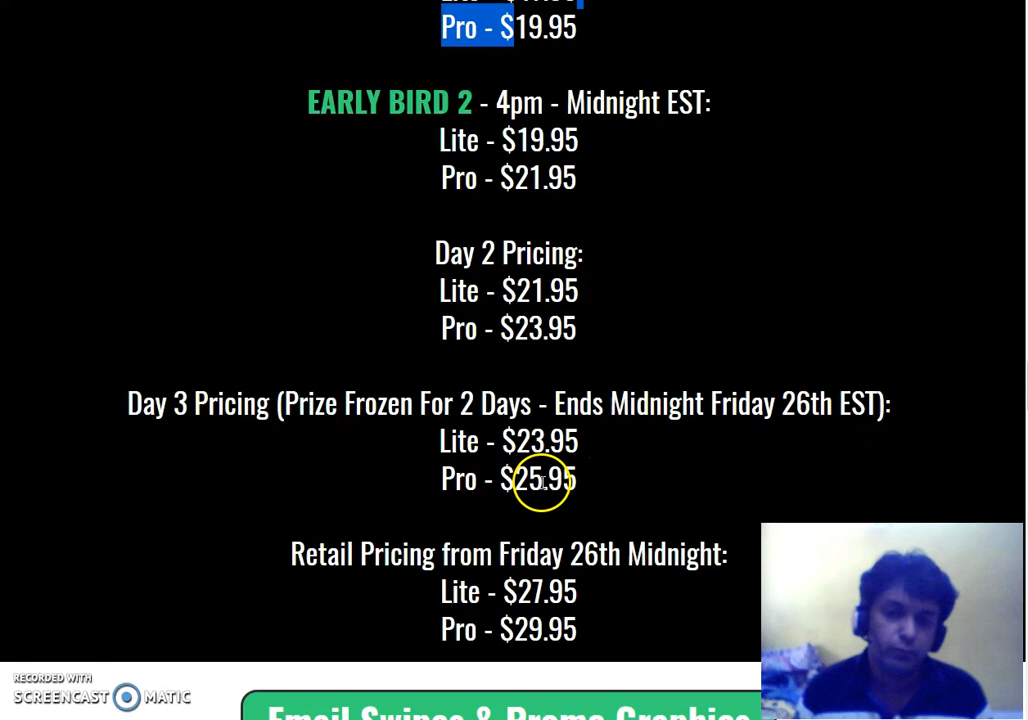 Pro - $19.95
EARLY BIRD 2 - 4pm - Midnight EST:
Lite - $19.95
Pro - $21.95
Day 2 Pricing:
Lite - $21.95
Pro - $23.95
Day 3 Pricing (Prize Frozen For 2 Days - Ends Midnight Friday 26th EST):
Lite - $23.95
Pro - $25.95
Retail Pricing from Friday 26th Midnight:
Lite - $27.95
Pro - $29.95
RECORDED WITH
SCREENCAST MATIC
Email Swipes & Promo Graphics